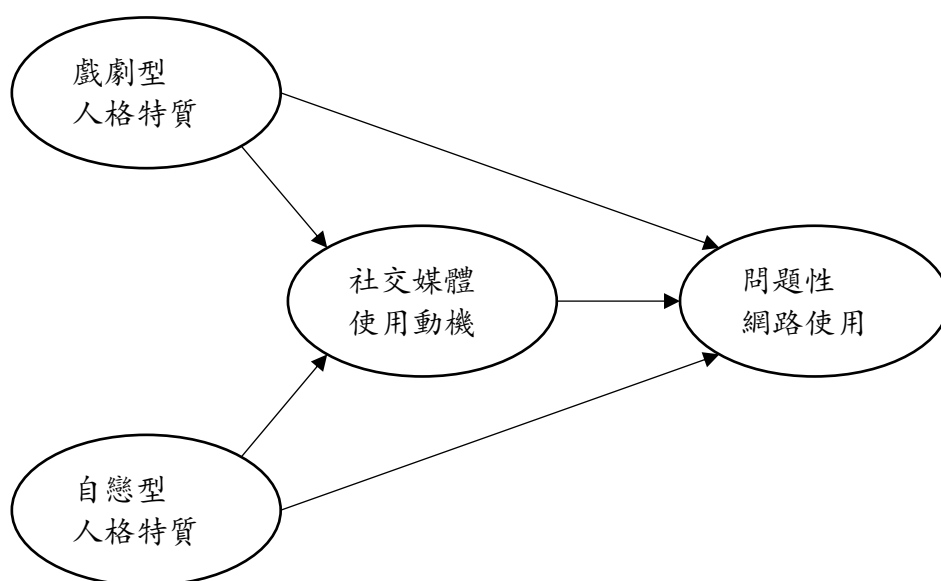 戲劇型
人格特質
社交媒體
使用動機
問題性
網路使用
自戀型
人格特質